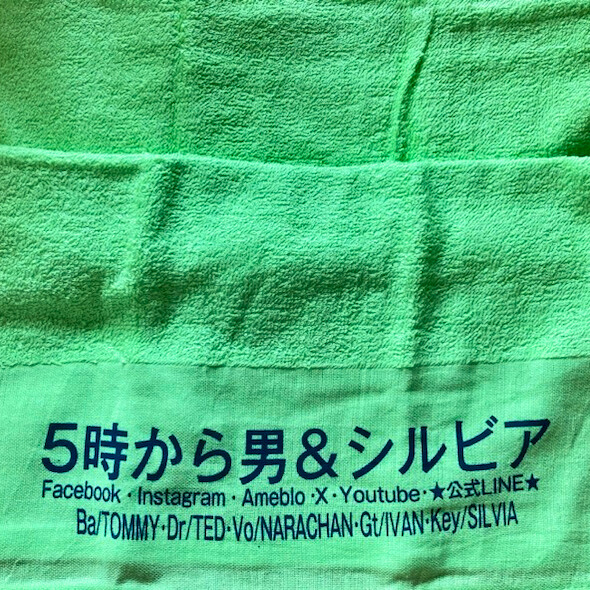 5時から男&シルビア
Facebook・Instagram・Ameblo・X・Youtube・★公式LINE★
Ba/TOMMY・Dr/TED・Vo/NARACHAN・Gt/IVAN・Key/SILVIA